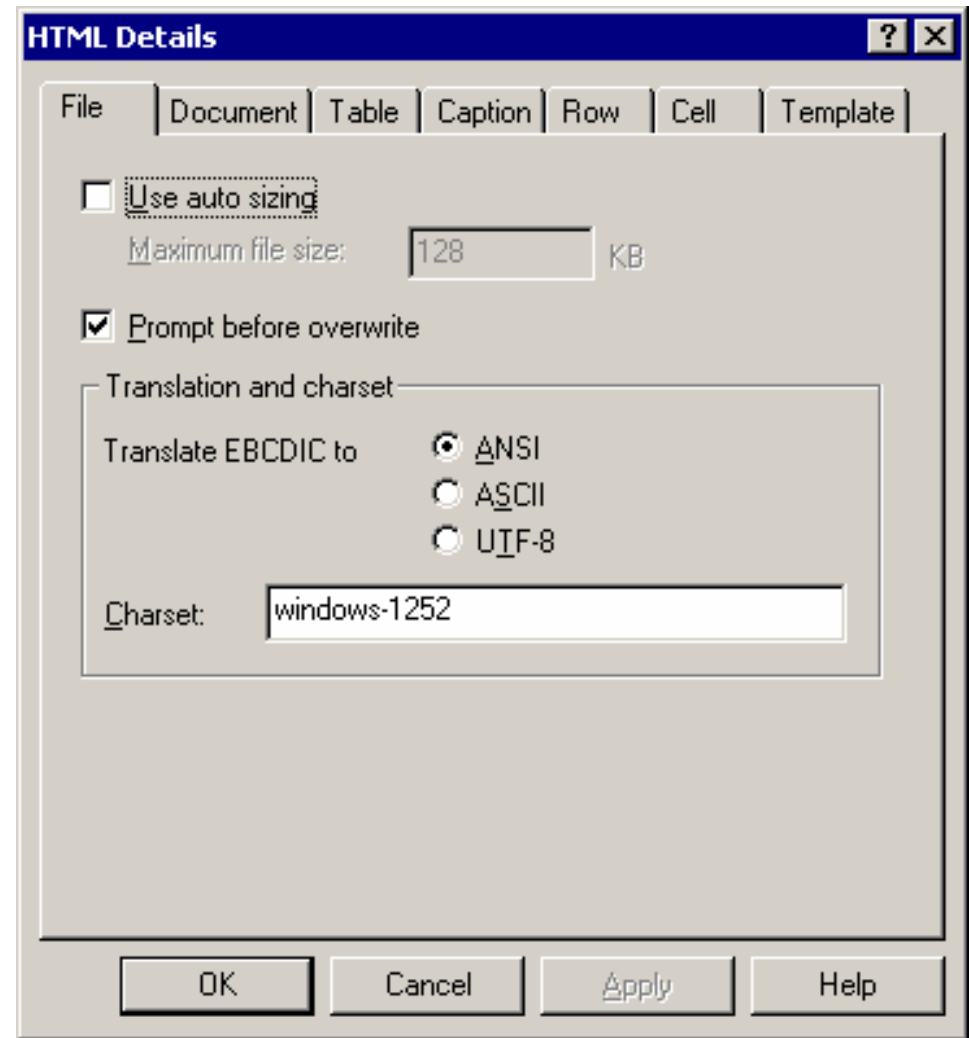 HTML Details
File Document Table Caption Row Cell Template
Use auto sizing
Maximum file size: 128 KB
Prompt before overwrite
Translation and charset
Translate EBCDIC to ANSI
ASCII
UTF-8
Charset: windows-1252
OK Cancel Apply Help